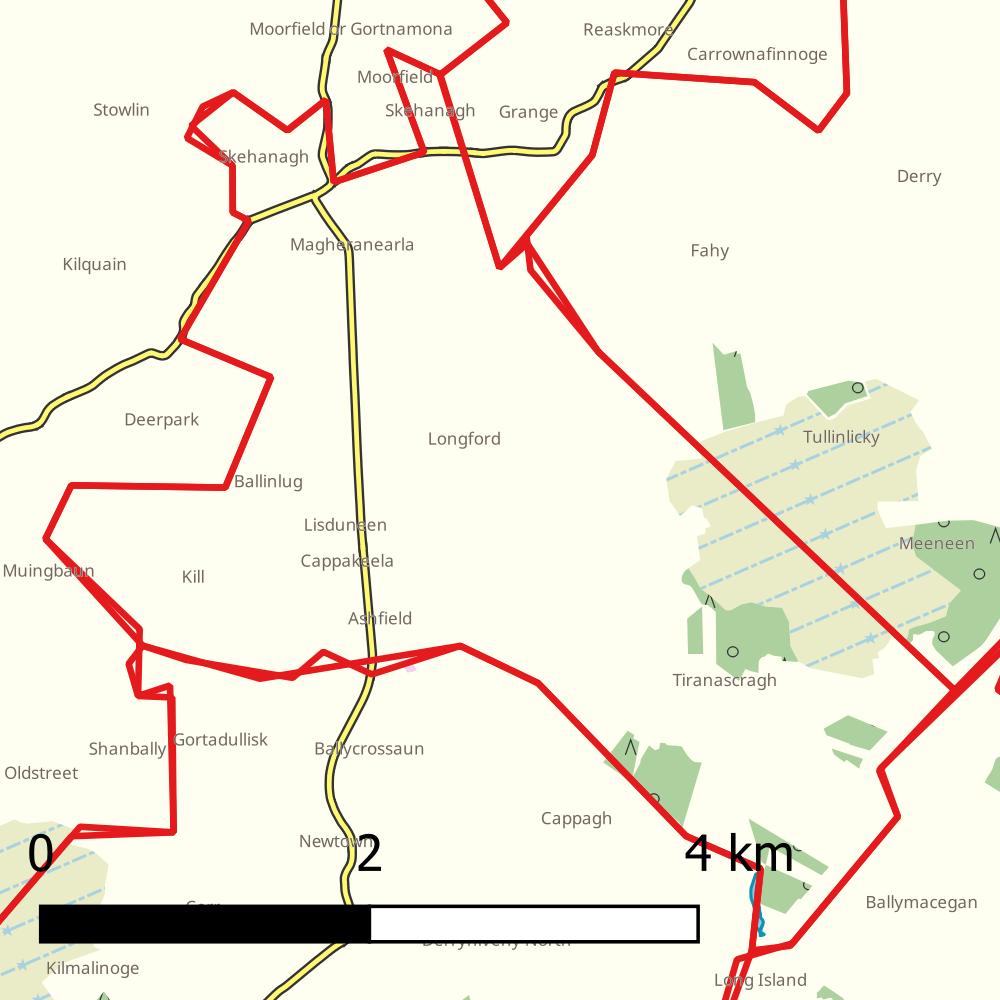 Moorfield or Gortnamona
Reaskmore
Carrownafinnoge
Moorfield
Stowlin
Skehanagh
Grange
Skehanagh
Derry
Magheranearla
Fahy
Kilquain
Deerpark
Longford
Tullinlicky
Ballinlug
Lisduneen
Meeneen
Cappakeela
Muingbaun
Kill
Ashfield
Tiranascragh
Gortadullisk
Shanbally
Ballycrossaun
Oldstreet
Cappagh
Newtown
0 2 4 km
Ballymacegan
Derryhiveny North
Kilmalinoge
Long Island